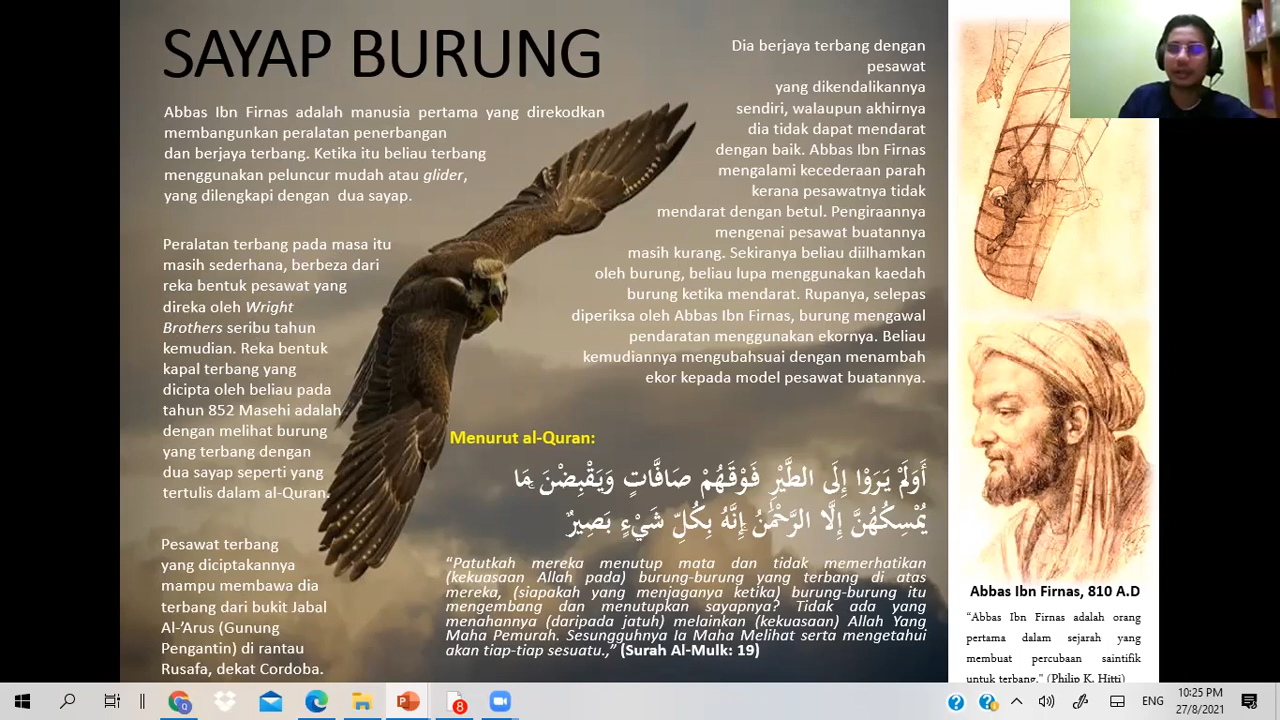 SAYAP BURUNG
Abbas Ibn Firnas adalah manusia pertama yang direkodkan
membangunkan peralatan penerbangan
dan berjaya terbang. Ketika itu beliau terbang
menggunakan peluncur mudah atau glider,
yang dilengkapi dengan dua sayap.
Peralatan terbang pada masa itu
masih sederhana, berbeza dari
reka bentuk pesawat yang
direka oleh Wright
Brothers seribu tahun
kemudian. Reka bentuk
kapal terbang yang
dicipta oleh beliau pada
tahun 852 Masehi adalah
dengan melihat burung
yang terbang dengan
dua sayap seperti yang
tertulis dalam al-Quran.
Pesawat terbang
yang diciptakannya
mampu membawa dia
terbang dari bukit Jabal
Al-’Arus (Gunung
Pengantin) di rantau
Rusafa, dekat Cordoba.
Dia berjaya terbang dengan
pesawat
yang dikendalikannya
sendiri, walaupun akhirnya
dia tidak dapat mendarat
dengan baik. Abbas Ibn Firnas
mengalami kecederaan parah
kerana pesawatnya tidak
mendarat dengan betul. Pengiraannya
mengenai pesawat buatannya
masih kurang. Sekiranya beliau diilhamkan
oleh burung, beliau lupa menggunakan kaedah
burung ketika mendarat. Rupanya, selepas
diperiksa oleh Abbas Ibn Firnas, burung mengawal
pendaratan menggunakan ekornya. Beliau
kemudiannya mengubahsuai dengan menambah
ekor kepada model pesawat buatannya.
Menurut al-Quran:
أَوَلَمْ يَرَوْا إِلَى الطَّيْرِ فَوْقَهُمْ صَافَّاتٍ وَيَقْبِضْنَ ۚ مَا
يُمْسِكُهُنَّ إِلَّا الرَّحْمَٰنُ ۚ إِنَّهُ بِكُلِّ شَيْءٍ بَصِيرٌ
“Patutkah mereka menutup mata dan tidak memerhatikan
(kekuasaan Allah pada) burung-burung yang terbang di atas
mereka, (siapakah yang menjaganya ketika) burung-burung itu
mengembang dan menutupkan sayapnya? Tidak ada yang
menahannya (daripada jatuh) melainkan (kekuasaan) Allah Yang
Maha Pemurah. Sesungguhnya Ia Maha Melihat serta mengetahui
akan tiap-tiap sesuatu.,” (Surah Al-Mulk: 19)
Abbas Ibn Firnas, 810 A.D
“Abbas Ibn Firnas adalah orang
pertama dalam sejarah yang
membuat percubaan saintifik
untuk terbang.” (Philip K. Hitti)
8
ENG
10:25 PM
27/8/2021